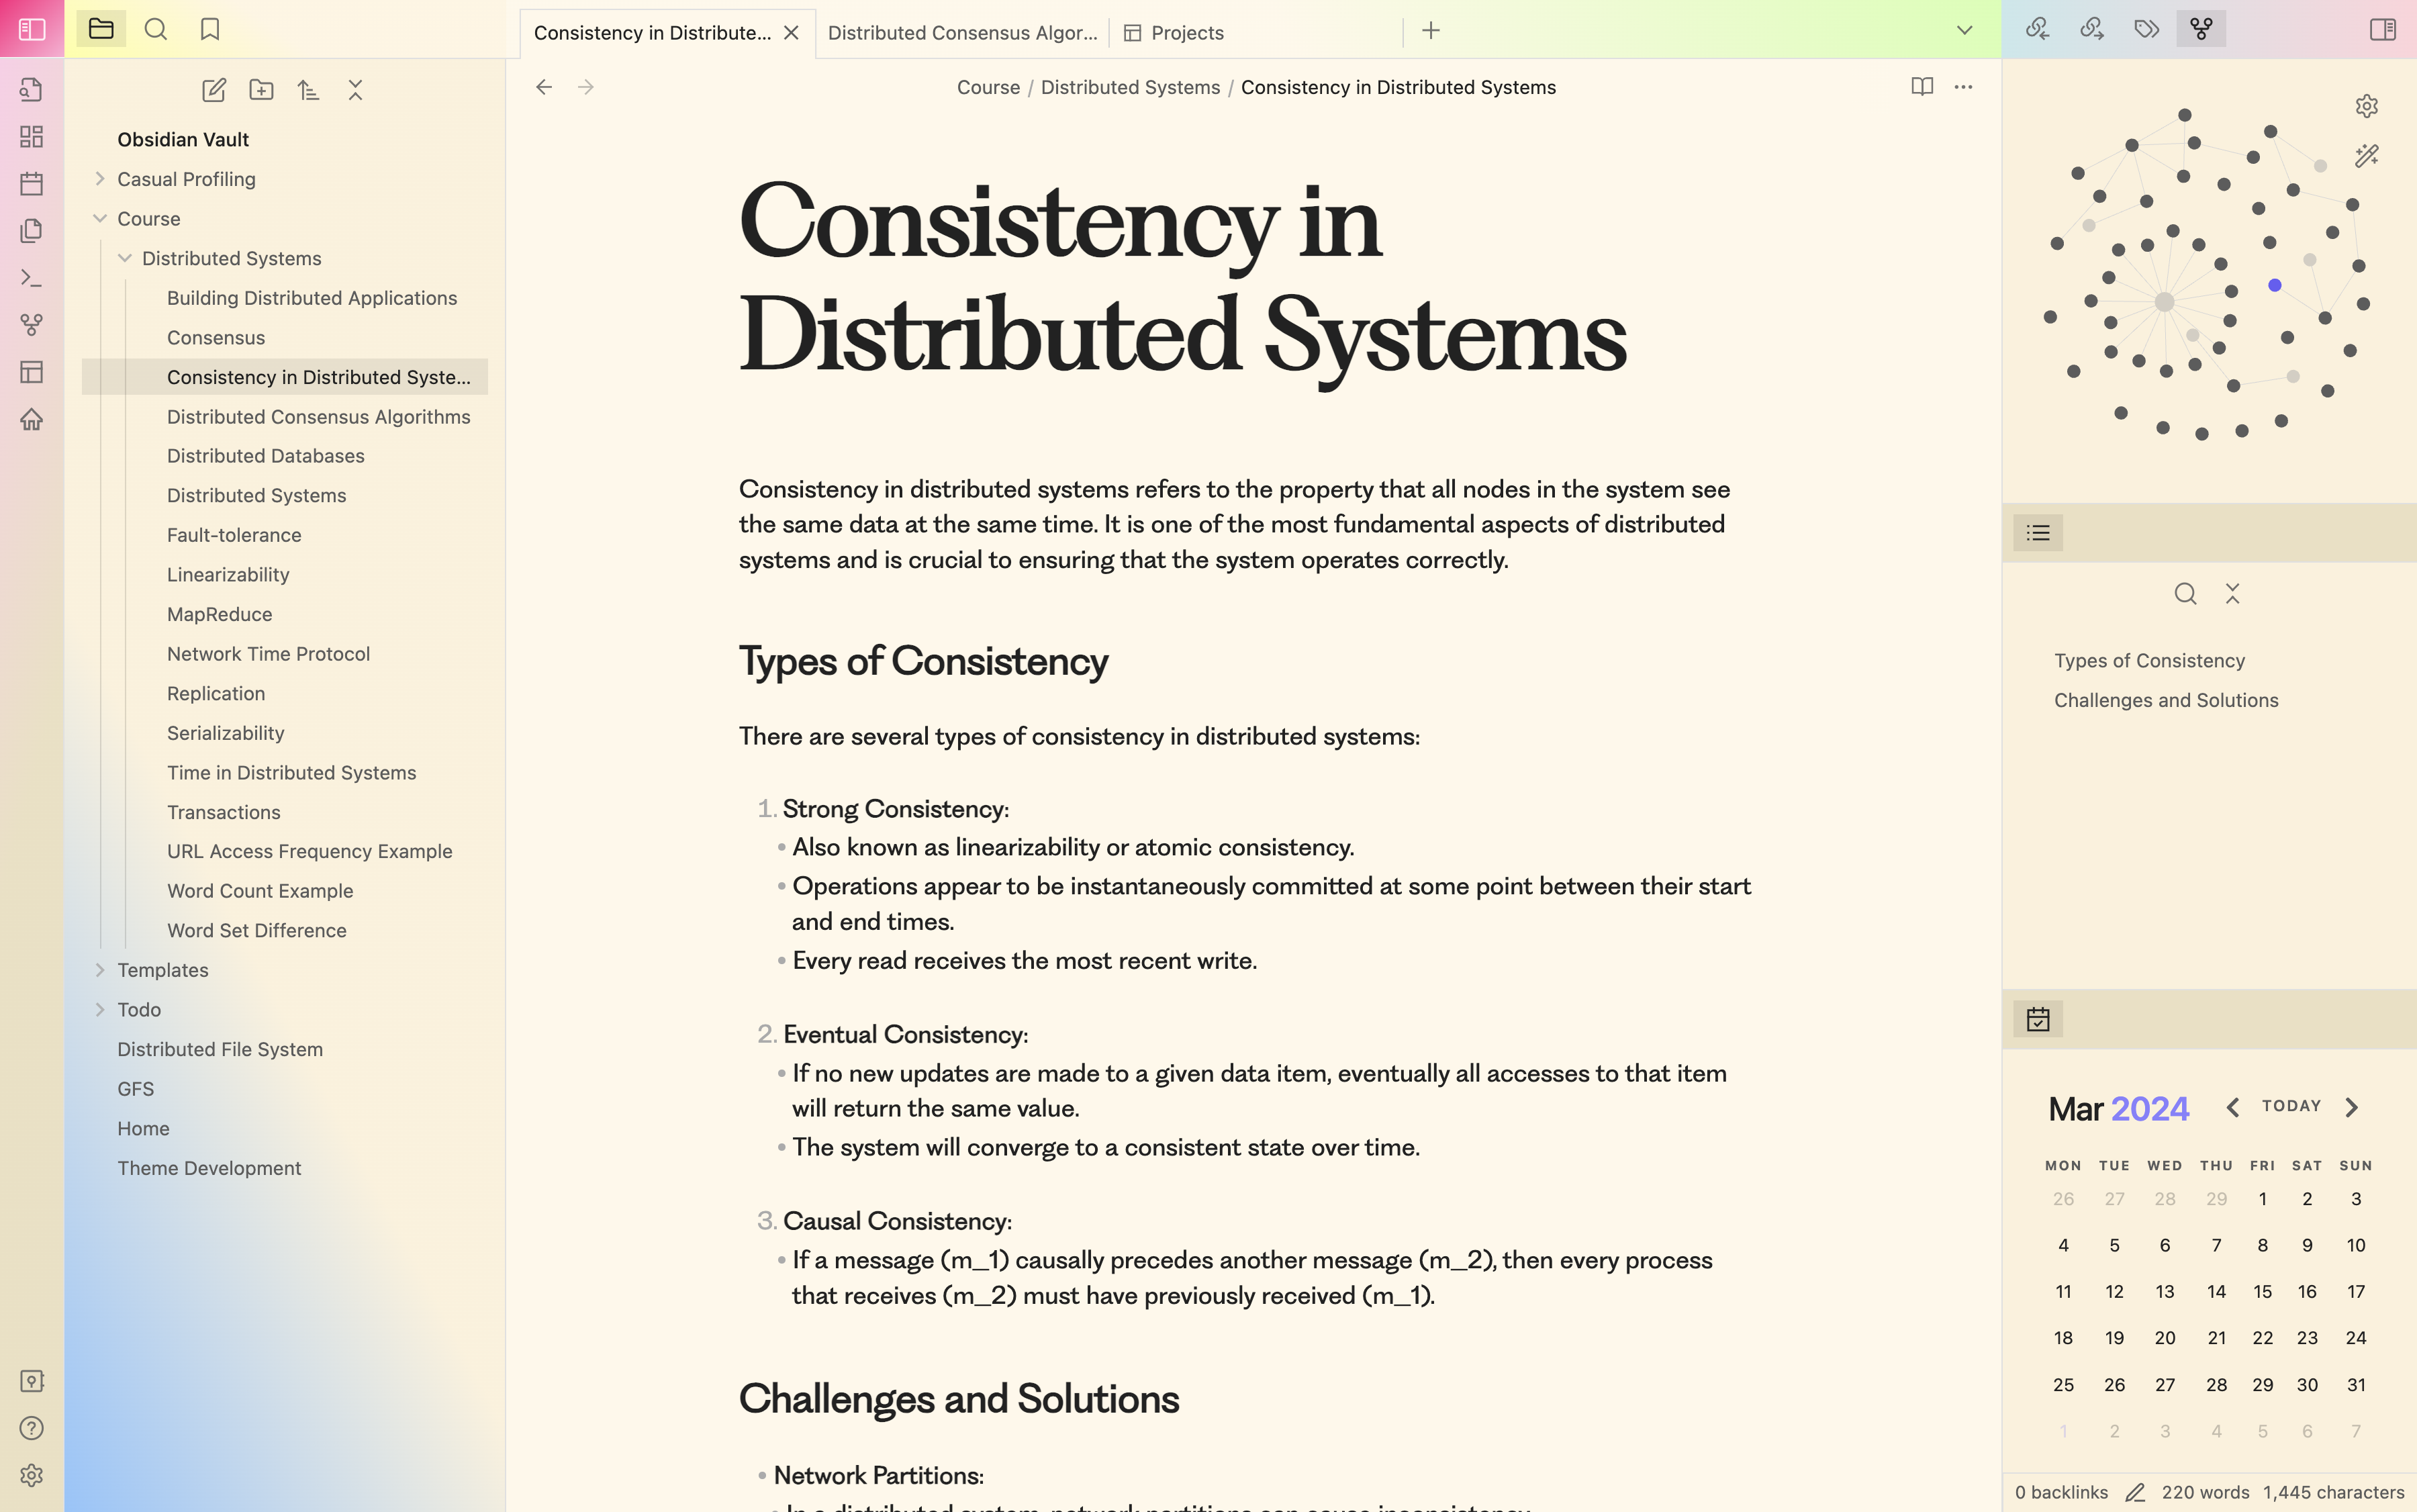 Consistency in Distribute...
Distributed Consensus Algor...
Projects
Obsidian Vault
Casual Profiling
Course
Distributed Systems
Building Distributed Applications
Consensus
Consistency in Distributed Syste...
Distributed Consensus Algorithms
Distributed Databases
Distributed Systems
Fault-tolerance
Linearizability
MapReduce
Network Time Protocol
Replication
Serializability
Time in Distributed Systems
Transactions
URL Access Frequency Example
Word Count Example
Word Set Difference
Templates
Todo
Distributed File System
GFS
Home
Theme Development
Course / Distributed Systems / Consistency in Distributed Systems
Consistency in
Distributed Systems
Consistency in distributed systems refers to the property that all nodes in the system see
the same data at the same time. It is one of the most fundamental aspects of distributed
systems and is crucial to ensuring that the system operates correctly.
Types of Consistency
There are several types of consistency in distributed systems:
1. Strong Consistency:
• Also known as linearizability or atomic consistency.
• Operations appear to be instantaneously committed at some point between their start
and end times.
• Every read receives the most recent write.
2. Eventual Consistency:
• If no new updates are made to a given data item, eventually all accesses to that item
will return the same value.
• The system will converge to a consistent state over time.
3. Causal Consistency:
• If a message (m_1) causally precedes another message (m_2), then every process
that receives (m_2) must have previously received (m_1).
Challenges and Solutions
• Network Partitions:
• In a distributed system, network partitions can cause inconsistency.
Types of Consistency
Challenges and Solutions
Mar 2024
TODAY
MON TUE WED THU FRI SAT SUN
26 27 28 29 1 2 3
4 5 6 7 8 9 10
11 12 13 14 15 16 17
18 19 20 21 22 23 24
25 26 27 28 29 30 31
1 2 3 4 5 6 7
0 backlinks 220 words 1,445 characters